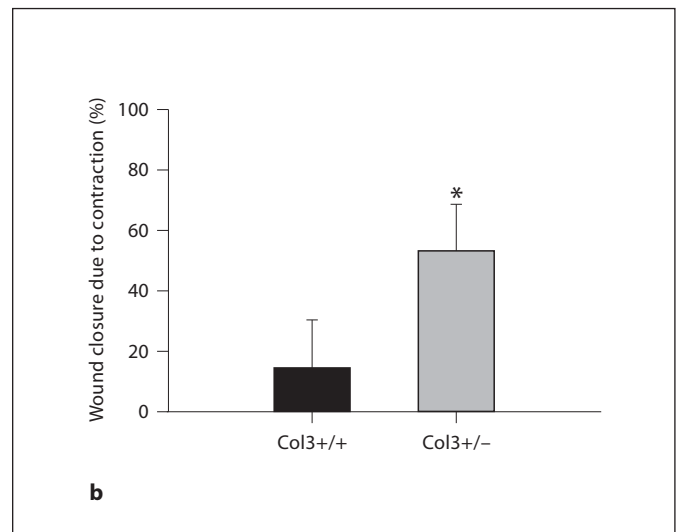 Wound closure due to contraction (%)
100
80
60
40
20
0
*
Col3+/+ Col3+/–
b